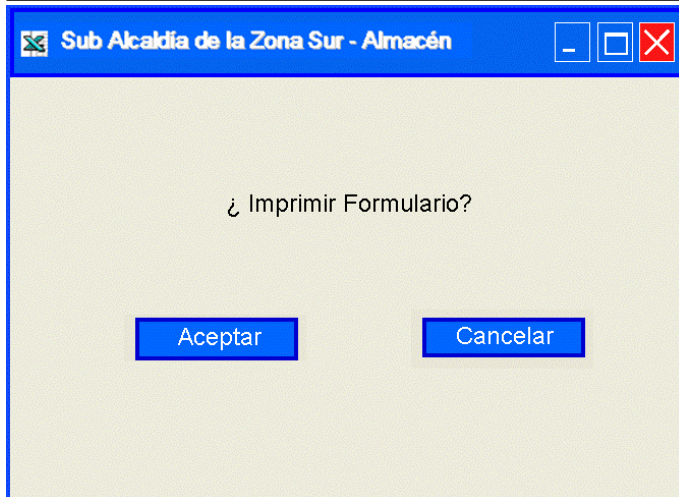 Sub Alcaldía de la Zona Sur - Almacén
¿ Imprimir Formulario?
Aceptar
Cancelar